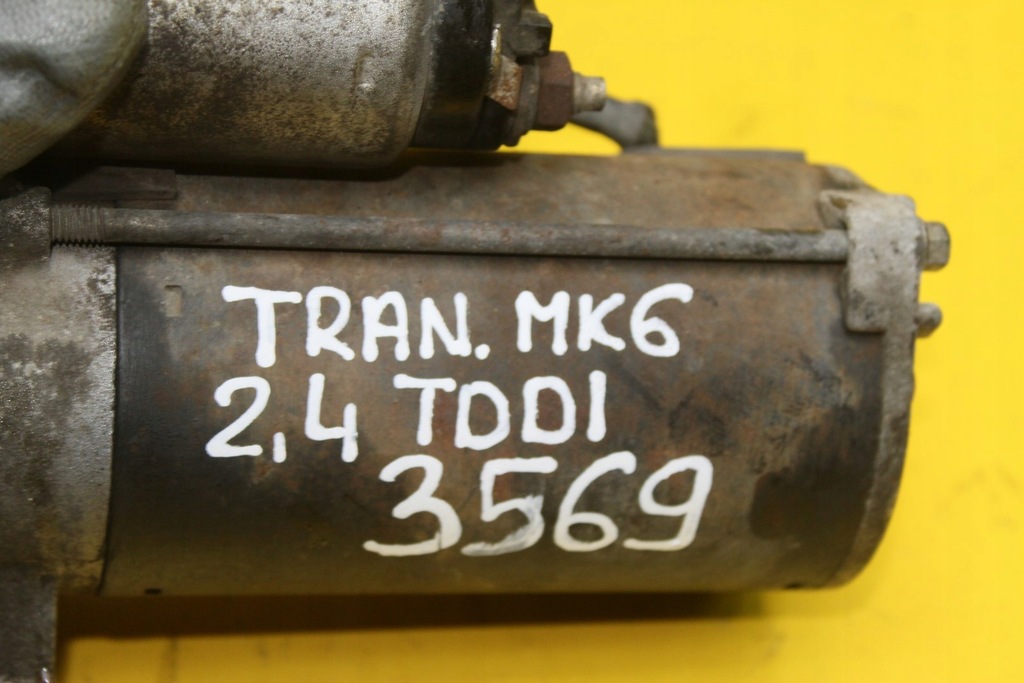 TRAN. MK6
2,4 TDDI
3569